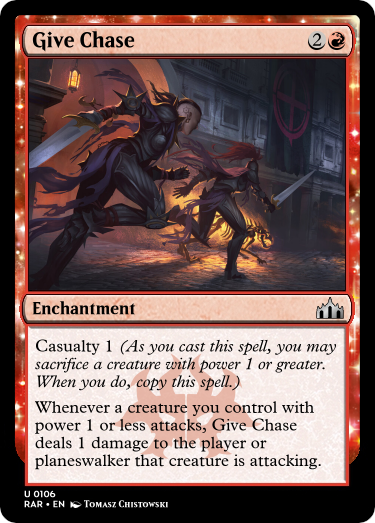 Give Chase 2
Enchantment
Casualty 1 (As you cast this spell, you may
sacrifice a creature with power 1 or greater.
When you do, copy this spell.)
Whenever a creature you control with
power 1 or less attacks, Give Chase
deals 1 damage to the player or
planeswalker that creature is attacking.
U 0106
RAR • EN Tomasz Chistowski